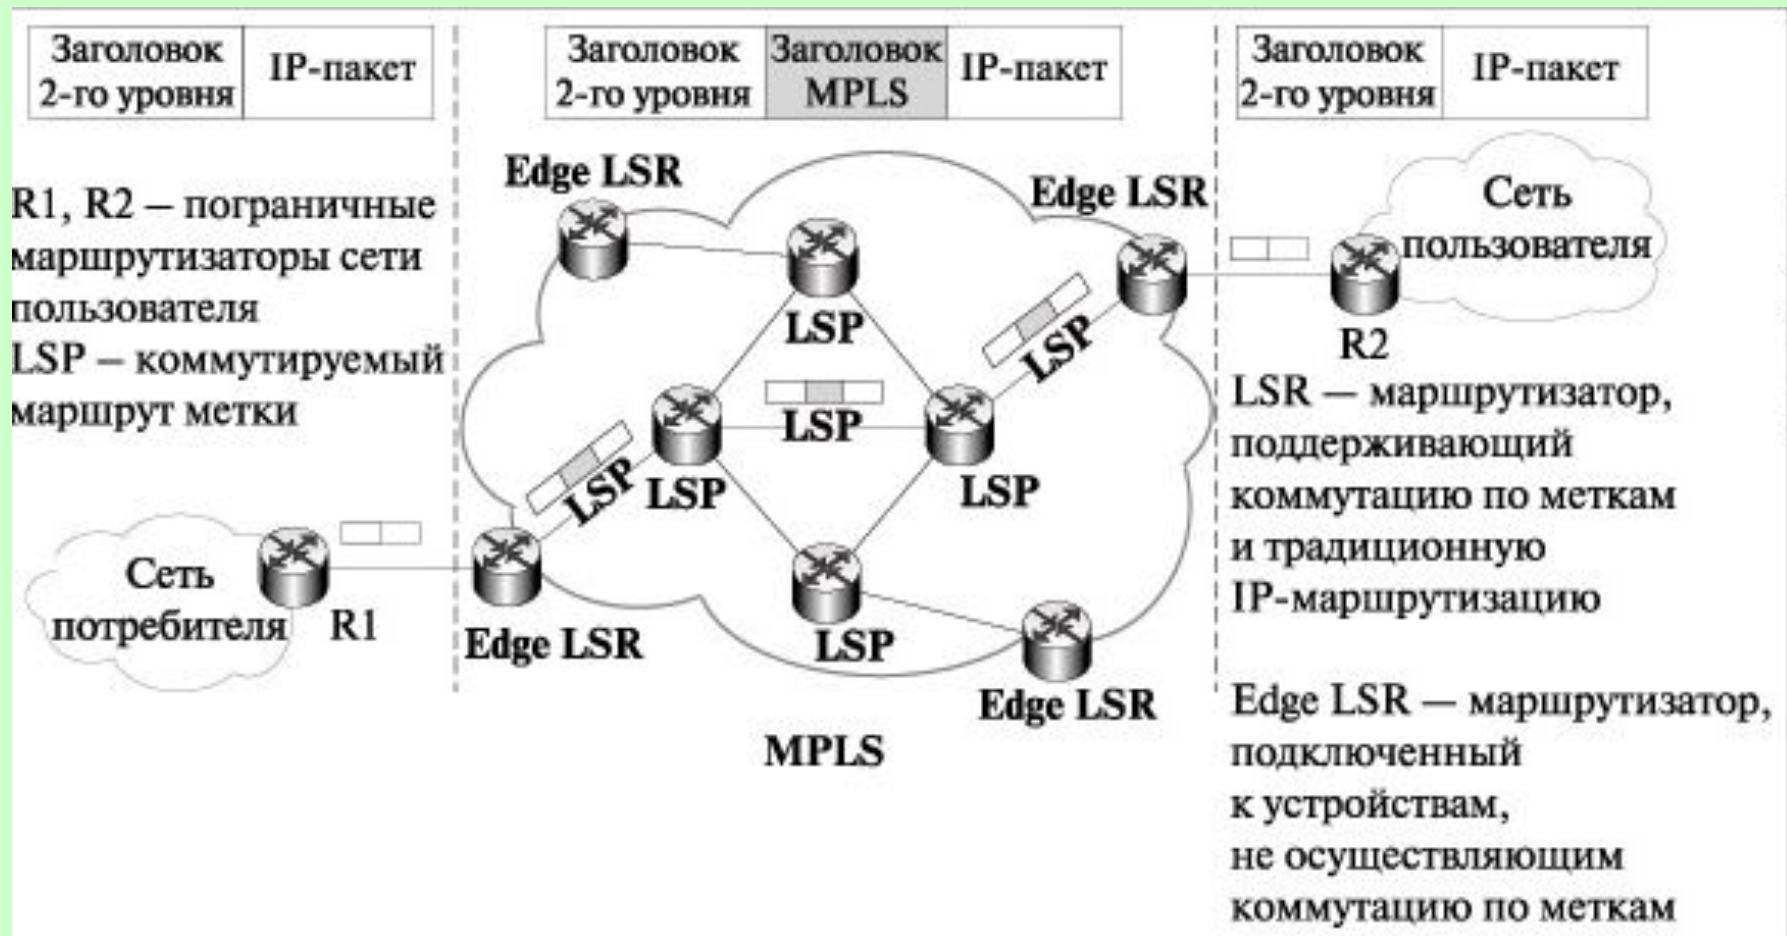 Заголовок
2-го уровня
IP-пакет
Заголовок
2-го уровня
Заголовок
MPLS
IP-пакет
Заголовок
2-го уровня
IP-пакет
R1, R2 — пограничные
маршрутизаторы сети
пользователя
LSP — коммутируемый
маршрут метки
Edge LSR
Edge LSR
Сеть
пользователя
R2
LSP
LSP
LSP
LSP
LSP
LSP
LSP
Сеть
потребителя
R1
Edge LSR
Edge LSR
MPLS
LSR — маршрутизатор,
поддерживающий
коммутацию по меткам
и традиционную
IP-маршрутизацию
Edge LSR — маршрутизатор,
подключенный
к устройствам,
не осуществляющим
коммутацию по меткам